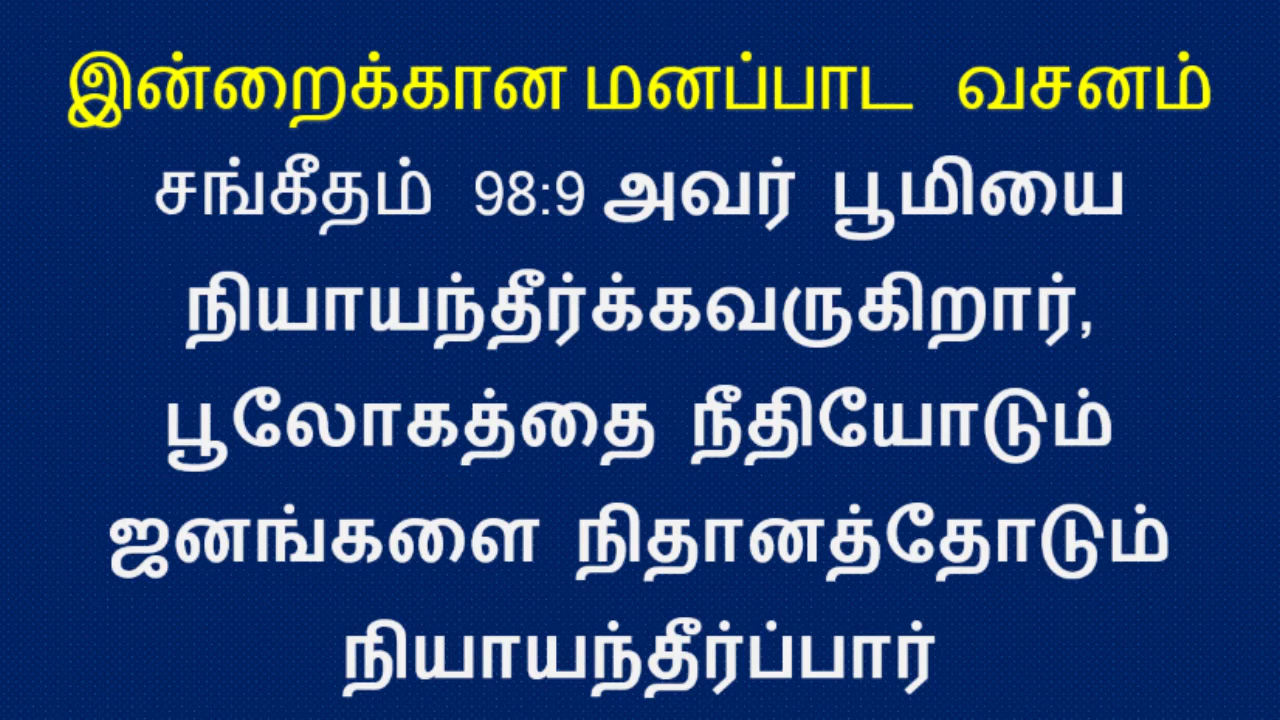 இன்றைக்கான மனப்பாட வசனம்
சங்கீதம் 98:9 அவர் பூமியை
நியாயந்தீர்க்கவருகிறார்,
பூலோகத்தை நீதியோடும்
ஜனங்களை நிதானத்தோடும்
நியாயந்தீர்ப்பார்